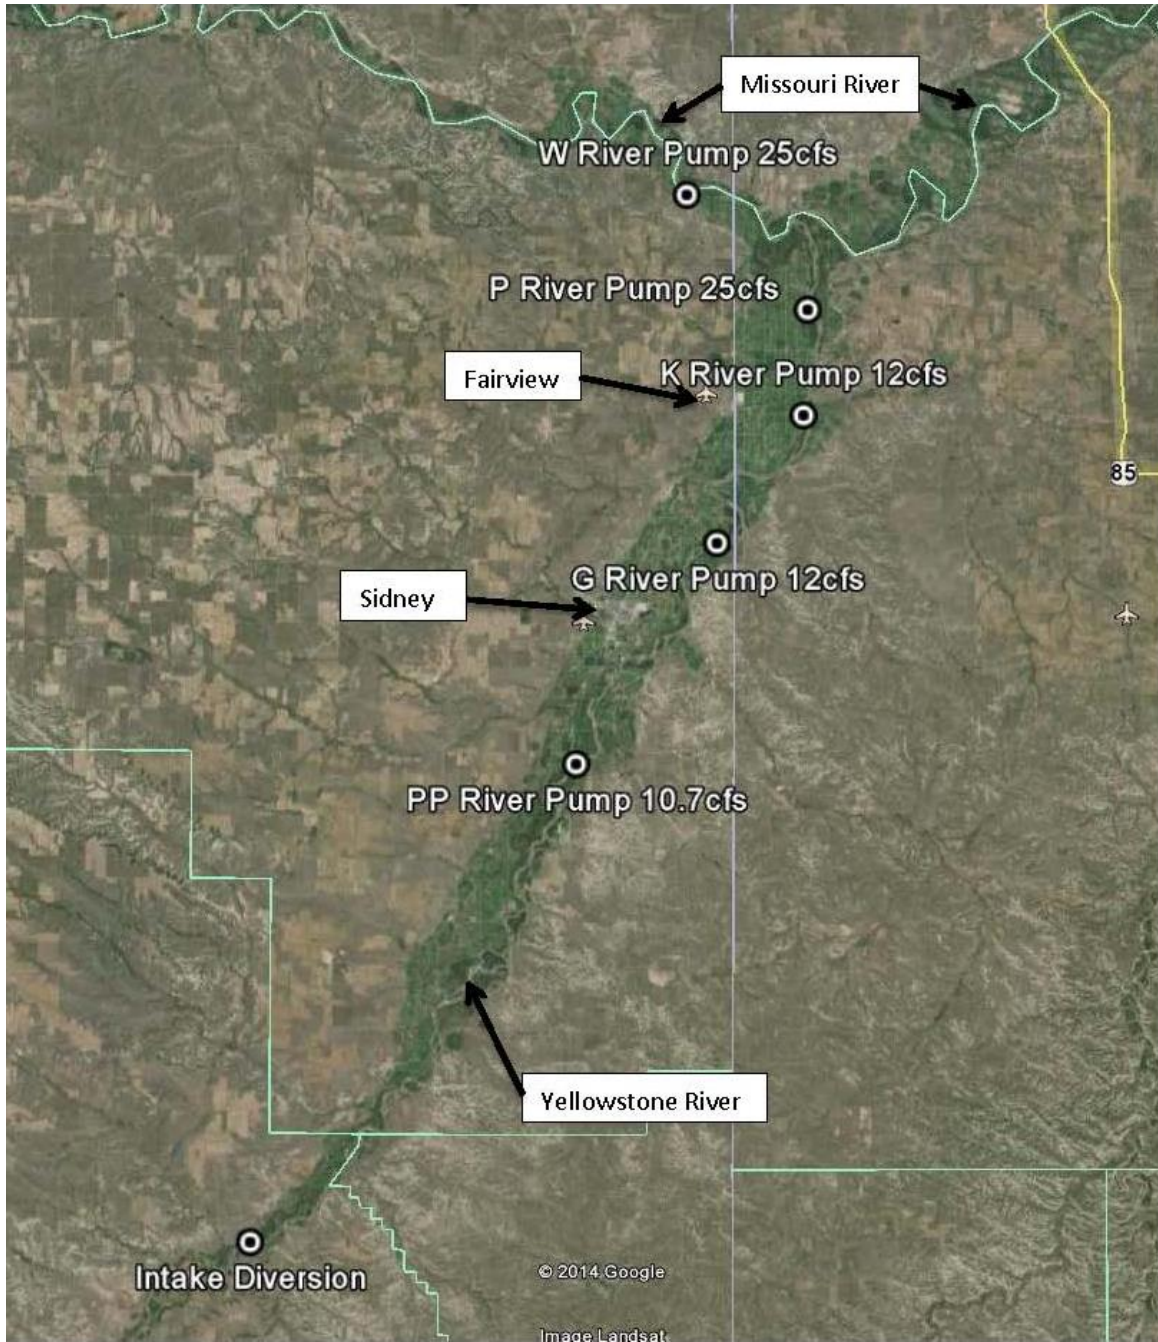 Missouri River
W River Pump 25cfs
P River Pump 25cfs
Fairview
K River Pump 12cfs
85
G River Pump 12cfs
Sidney
PP River Pump 10.7cfs
Yellowstone River
Intake Diversion
© 2014 Google
Image Landsat